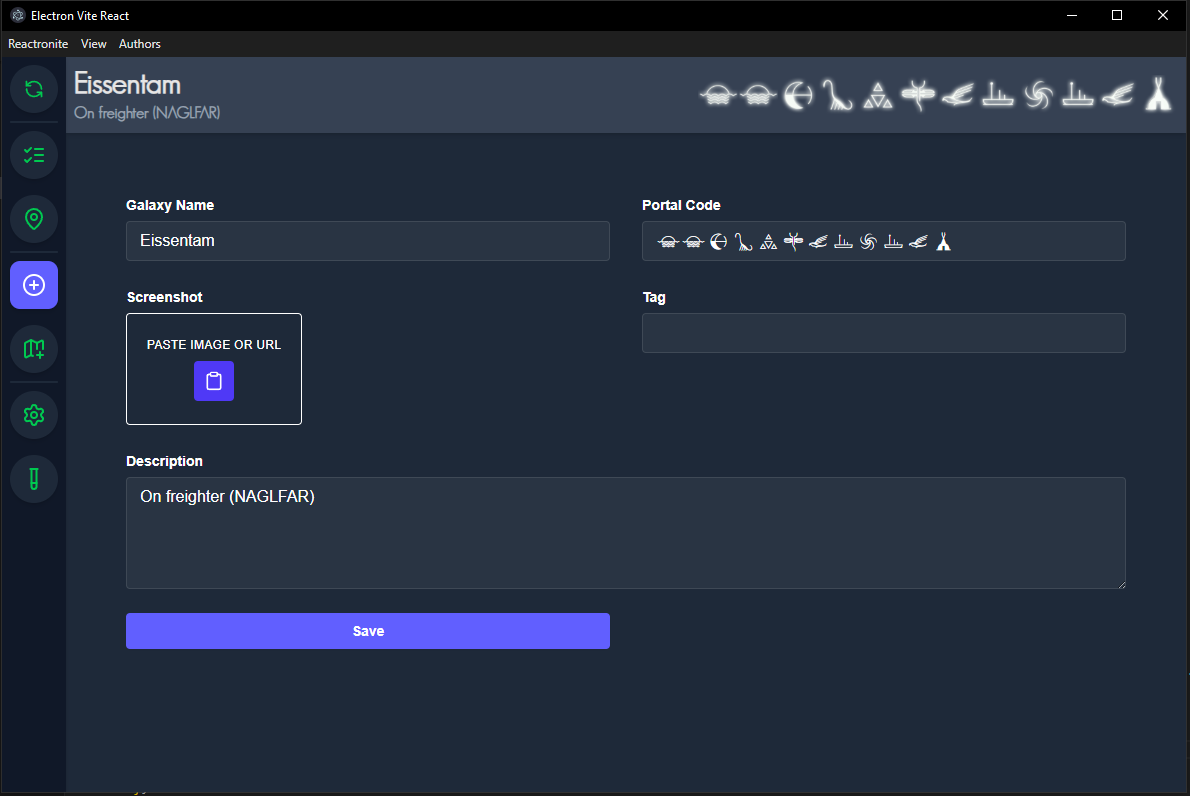 Electron Vite React
Reactronite View Authors
Eissentam
On freighter (NAGLFAR)
Galaxy Name
Portal Code
Eissentam
Screenshot
Tag
PASTE IMAGE OR URL
Description
On freighter (NAGLFAR)
Save